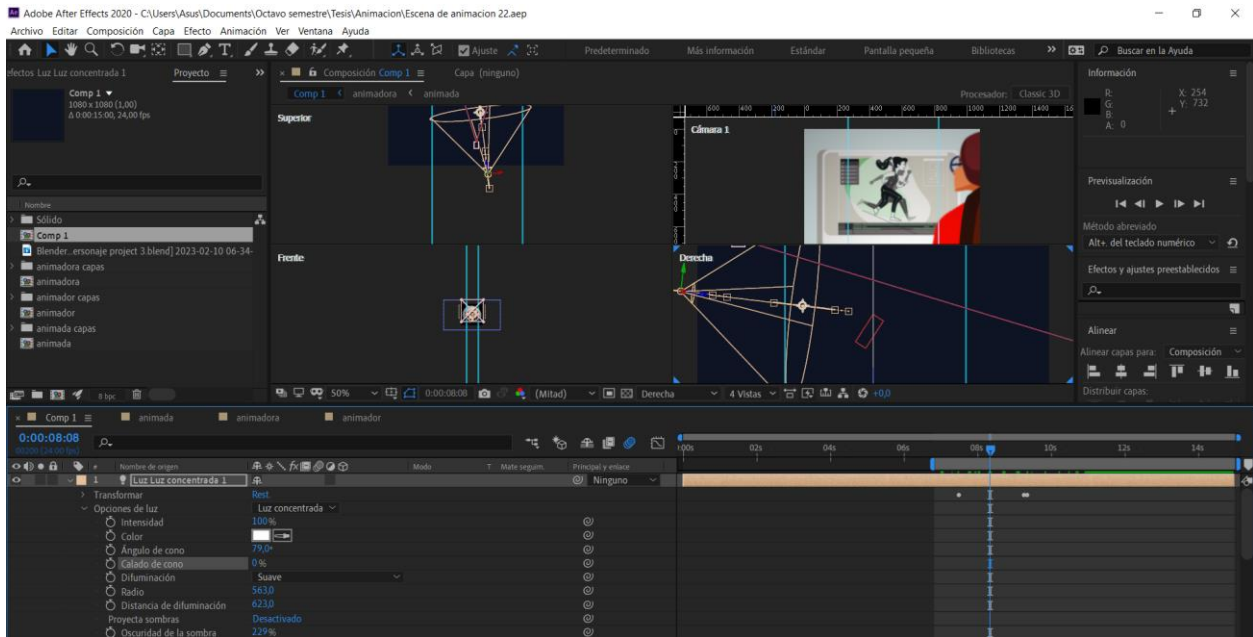 Adobe After Effects 2020 - C:\Users\Asus\Documents\Octavo semestre\Tesis\Animacion\Escena de animacion 22.aep
Archivo Editar Composición Capa Efecto Animación Ver Ventana Ayuda
Ajuste Predeterminado Más información Estándar Pantalla pequeña Bibliotecas Buscar en la Ayuda
efectos Luz Luz concentrada 1 Proyecto Composición Comp 1 Capa (ninguno) Información
Comp 1
1080 x 1080 (1,00)
Δ 0:00:15:00, 24,00 fps
Comp 1 animadora animada Procesador: Classic 3D
R: X: 254
G: Y: 732
B:
A: 0
Superior
Cámara 1
Nombre
Sólido
Comp 1
Blender...ersonaje project 3.blend] 2023-02-10 06-34-
animadora capas
animadora
animador capas
animador
animada capas
animada
Frente
Derecha
Previsualización
Método abreviado
Alt+. del teclado numérico
Efectos y ajustes preestablecidos
Alinear
Alinear capas para: Composición
Distribuir capas:
8 bpc 50% 0:00:08:08 (Mitad) Derecha 4 Vistas +0,0
Comp 1 animada animadora animador
0:00:08:08
00200 (24.00 fps)
:00s 02s 04s 06s 08s 10s 12s 14s
# Nombre de origen Modo T Mate seguim. Principal y enlace
1 Luz Luz concentrada 1 Ninguno
Transformar Rest
Opciones de luz Luz concentrada
Intensidad 100%
Color
Ángulo de cono 79,0°
Calado de cono 0%
Difuminación Suave
Radio 563,0
Distancia de difuminación 623,0
Proyecta sombras Desactivado
Oscuridad de la sombra 229%